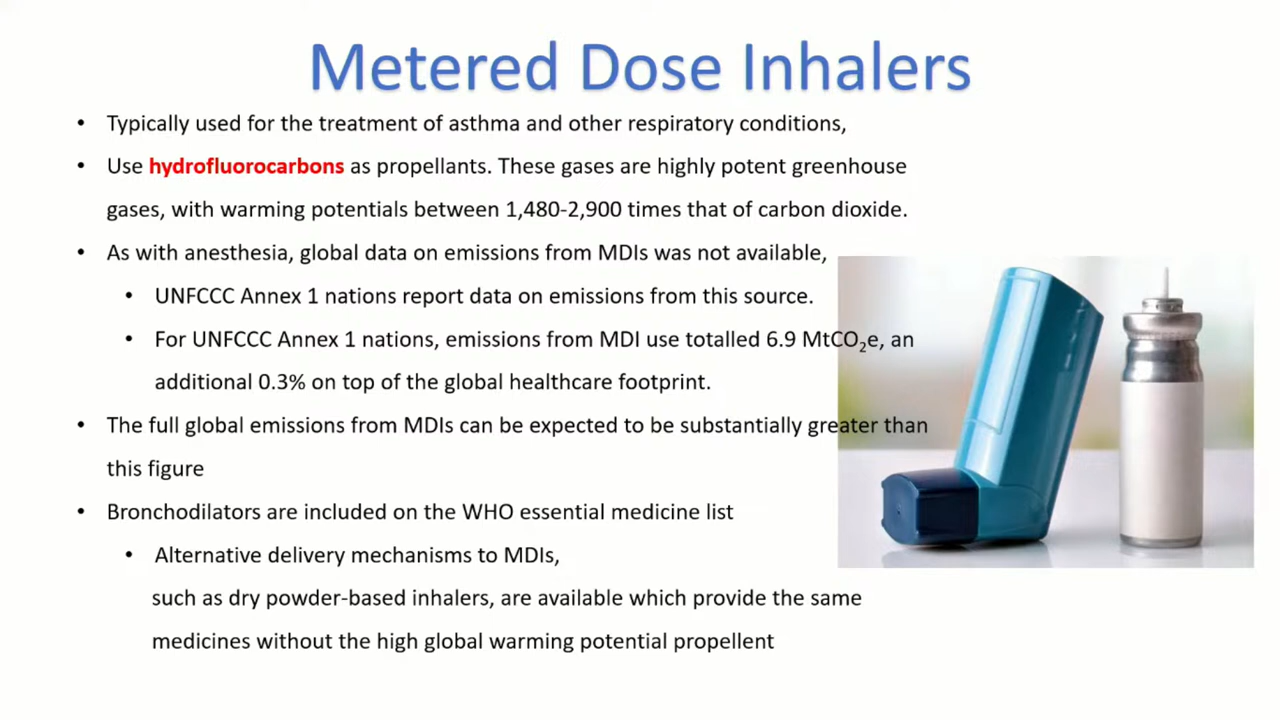 Metered Dose Inhalers
• Typically used for the treatment of asthma and other respiratory conditions,
• Use hydrofluorocarbons as propellants. These gases are highly potent greenhouse
gases, with warming potentials between 1,480-2,900 times that of carbon dioxide.
• As with anesthesia, global data on emissions from MDIs was not available,
• UNFCCC Annex 1 nations report data on emissions from this source.
• For UNFCCC Annex 1 nations, emissions from MDI use totalled 6.9 MtCO₂e, an
additional 0.3% on top of the global healthcare footprint.
• The full global emissions from MDIs can be expected to be substantially greater than
this figure
• Bronchodilators are included on the WHO essential medicine list
• Alternative delivery mechanisms to MDIs,
such as dry powder-based inhalers, are available which provide the same
medicines without the high global warming potential propellent